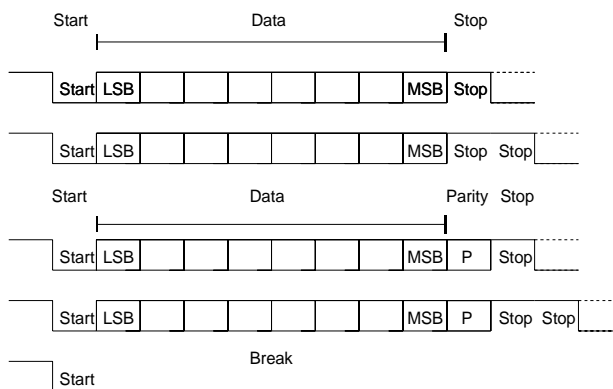 Start Data Stop
Start LSB MSB Stop
Start LSB MSB Stop Stop
Start Data Parity Stop
Start LSB MSB P Stop
Start LSB MSB P Stop Stop
Break
Start